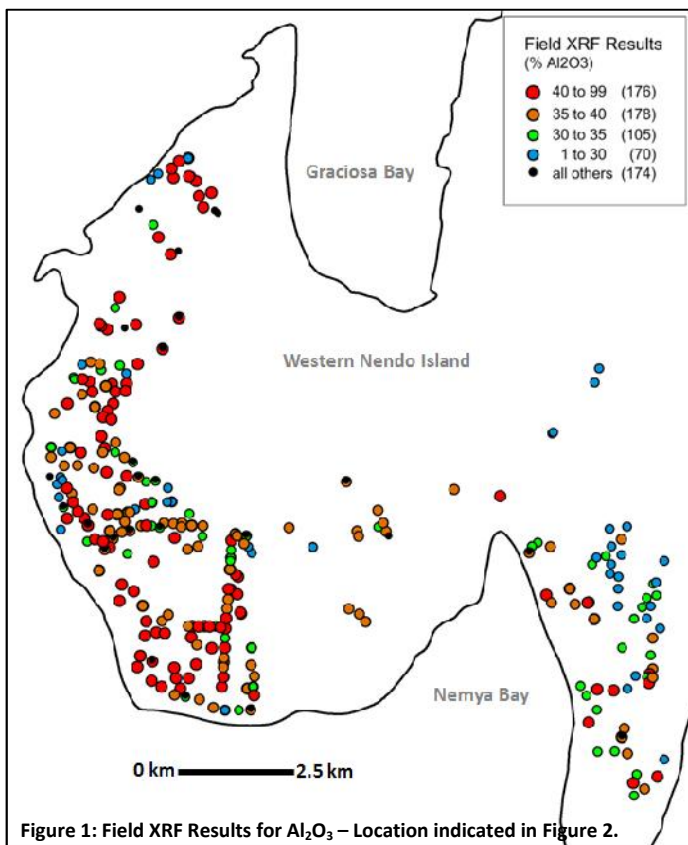 Field XRF Results
(% Al2O3)
40 to 99 (176)
35 to 40 (178)
30 to 35 (105)
1 to 30 (70)
all others (174)
Graciosa Bay
Western Nendo Island
Nemya Bay
0 km 2.5 km
Figure 1: Field XRF Results for Al₂O₃ – Location indicated in Figure 2.